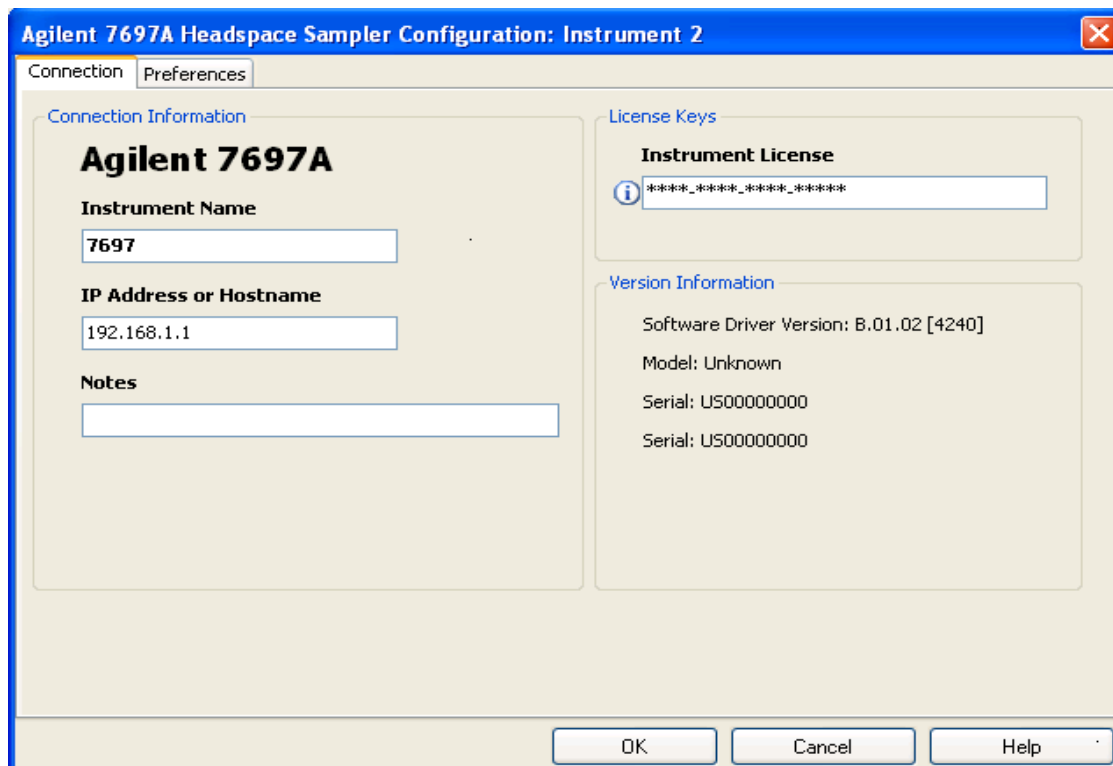 Agilent 7697A Headspace Sampler Configuration: Instrument 2
Connection
Preferences
Connection Information
Agilent 7697A
Instrument Name
7697
IP Address or Hostname
192.168.1.1
Notes
License Keys
Instrument License
****-****-****-*****
Version Information
Software Driver Version: B.01.02 [4240]
Model: Unknown
Serial: US00000000
Serial: US00000000
OK
Cancel
Help